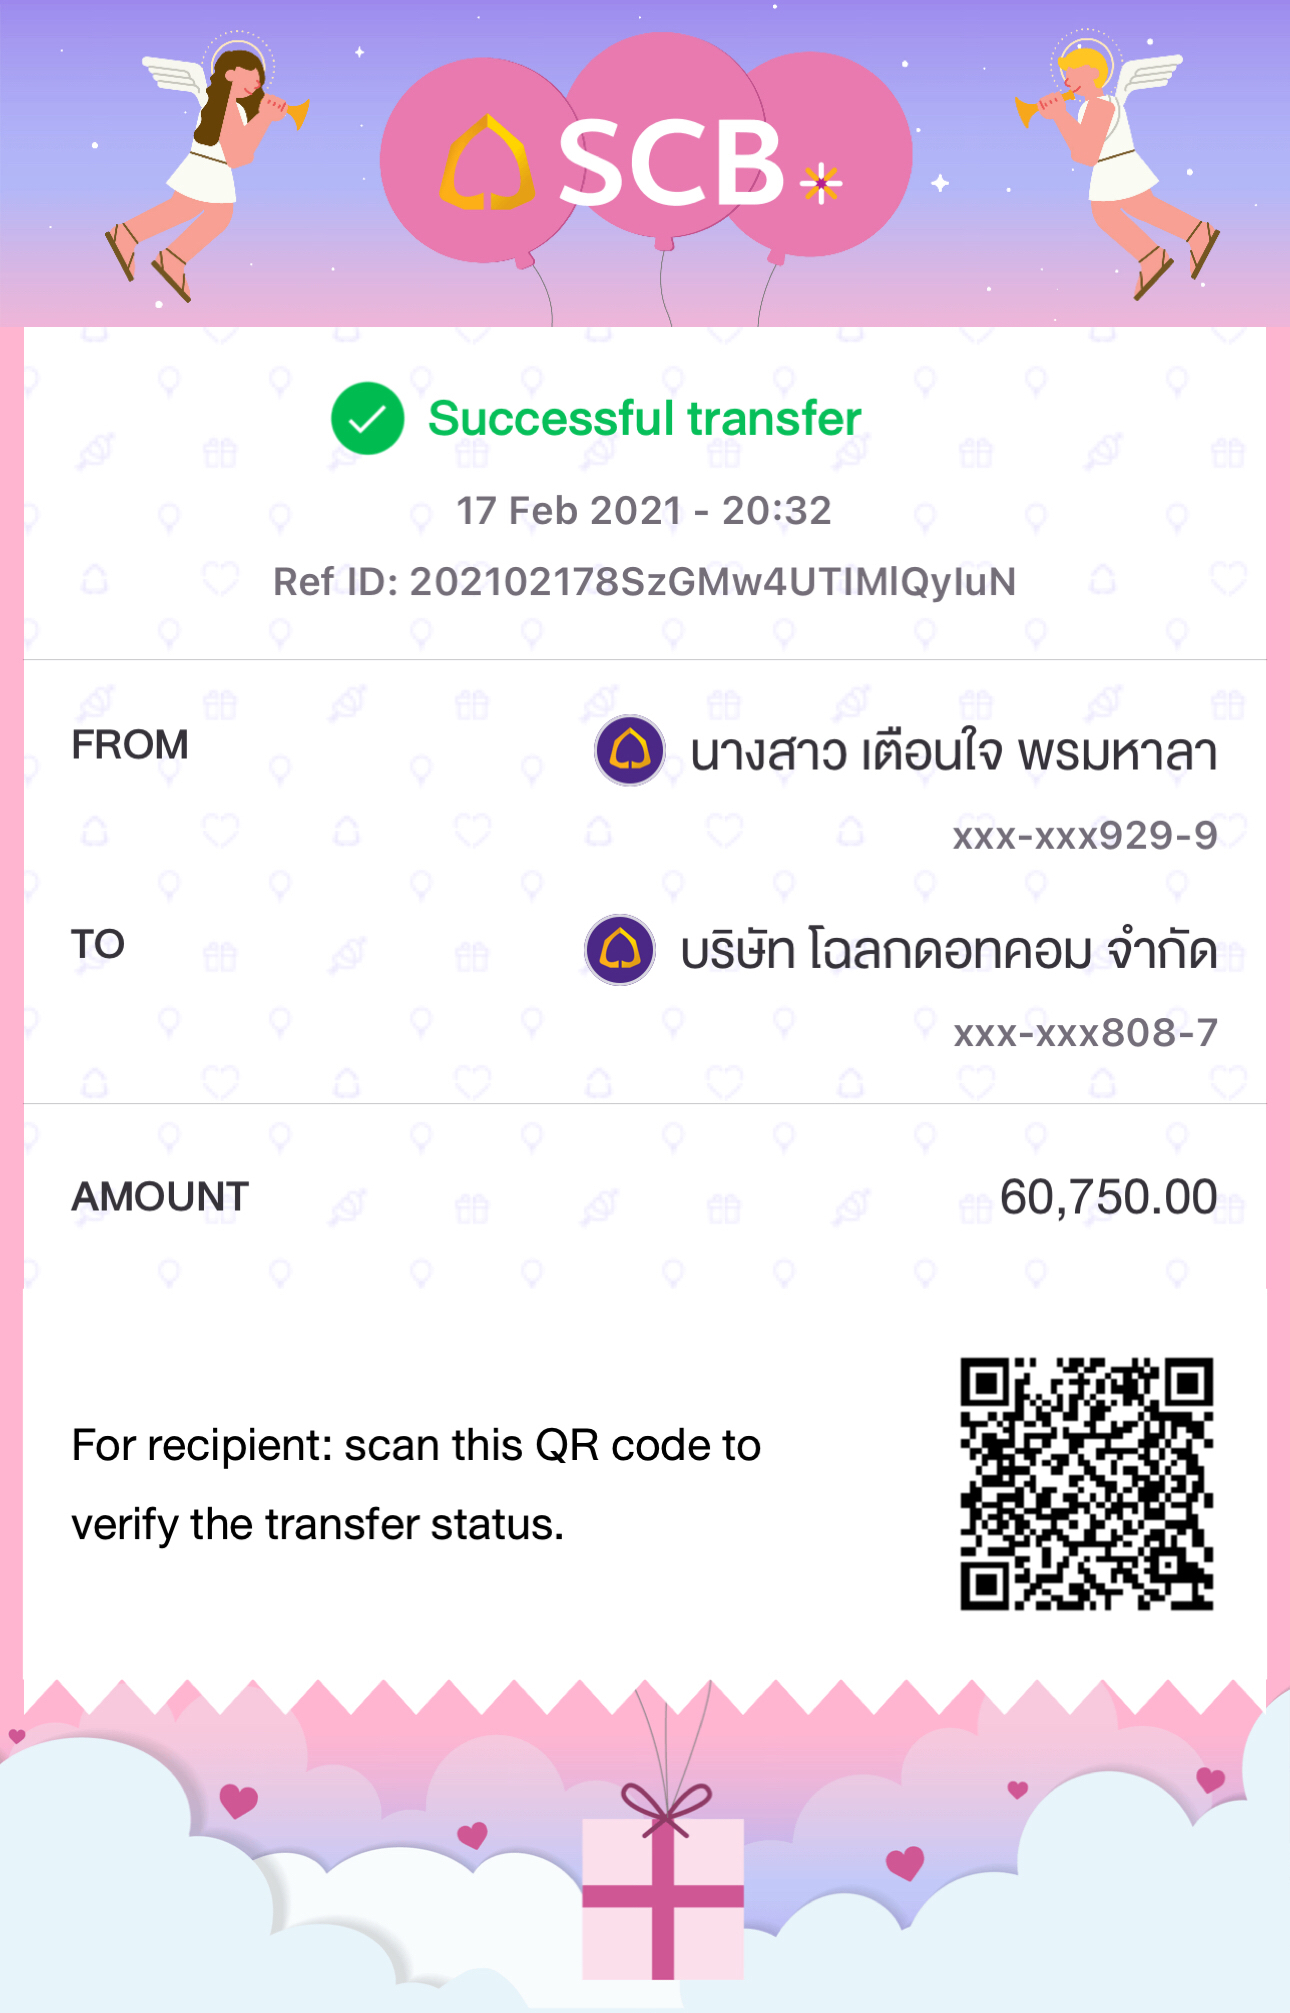 SCB
Successful transfer
17 Feb 2021 - 20:32
Ref ID: 202102178SzGMw4UTIMlQyIuN
FROM
นางสาว เตือนใจ พรมหาลา
xxx-xxx929-9
TO
บริษัท โฉลกดอทคอม จำกัด
xxx-xxx808-7
AMOUNT
60,750.00
For recipient: scan this QR code to
verify the transfer status.